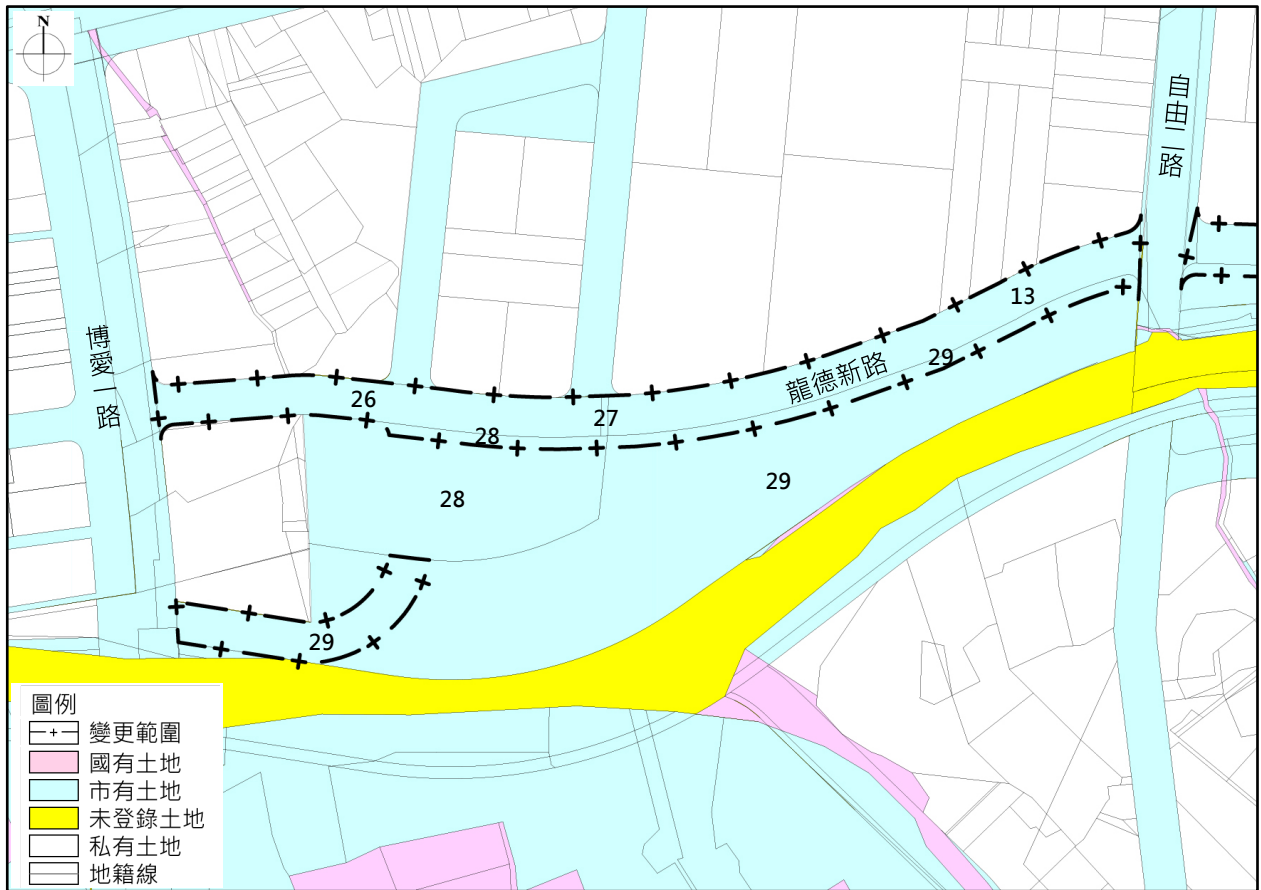 N
自由二路
13
博愛一路
龍德新路
29
26
27
28
29
28
29
圖例
變更範圍
國有土地
市有土地
未登錄土地
私有土地
地籍線